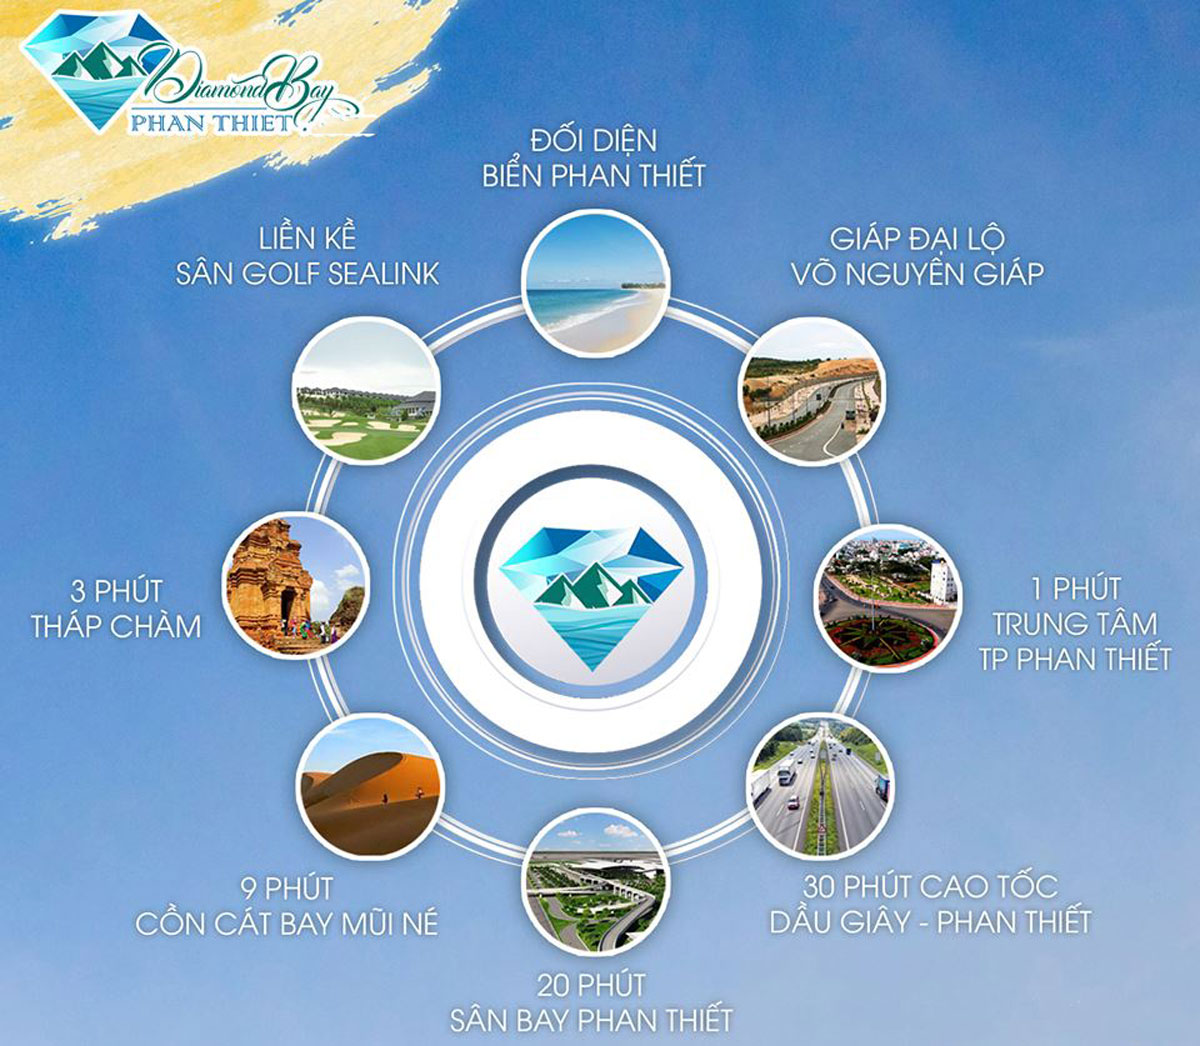 Diamond Bay
PHAN THIET
ĐỐI DIỆN
BIỂN PHAN THIẾT
LIỀN KỀ
SÂN GOLF SEALINK
GIÁP ĐẠI LỘ
VÕ NGUYÊN GIÁP
3 PHÚT
THÁP CHÀM
1 PHÚT
TRUNG TÂM
TP PHAN THIẾT
9 PHÚT
CỒN CÁT BAY MŨI NÉ
30 PHÚT CAO TỐC
DẦU GIÂY - PHAN THIẾT
20 PHÚT
SÂN BAY PHAN THIẾT